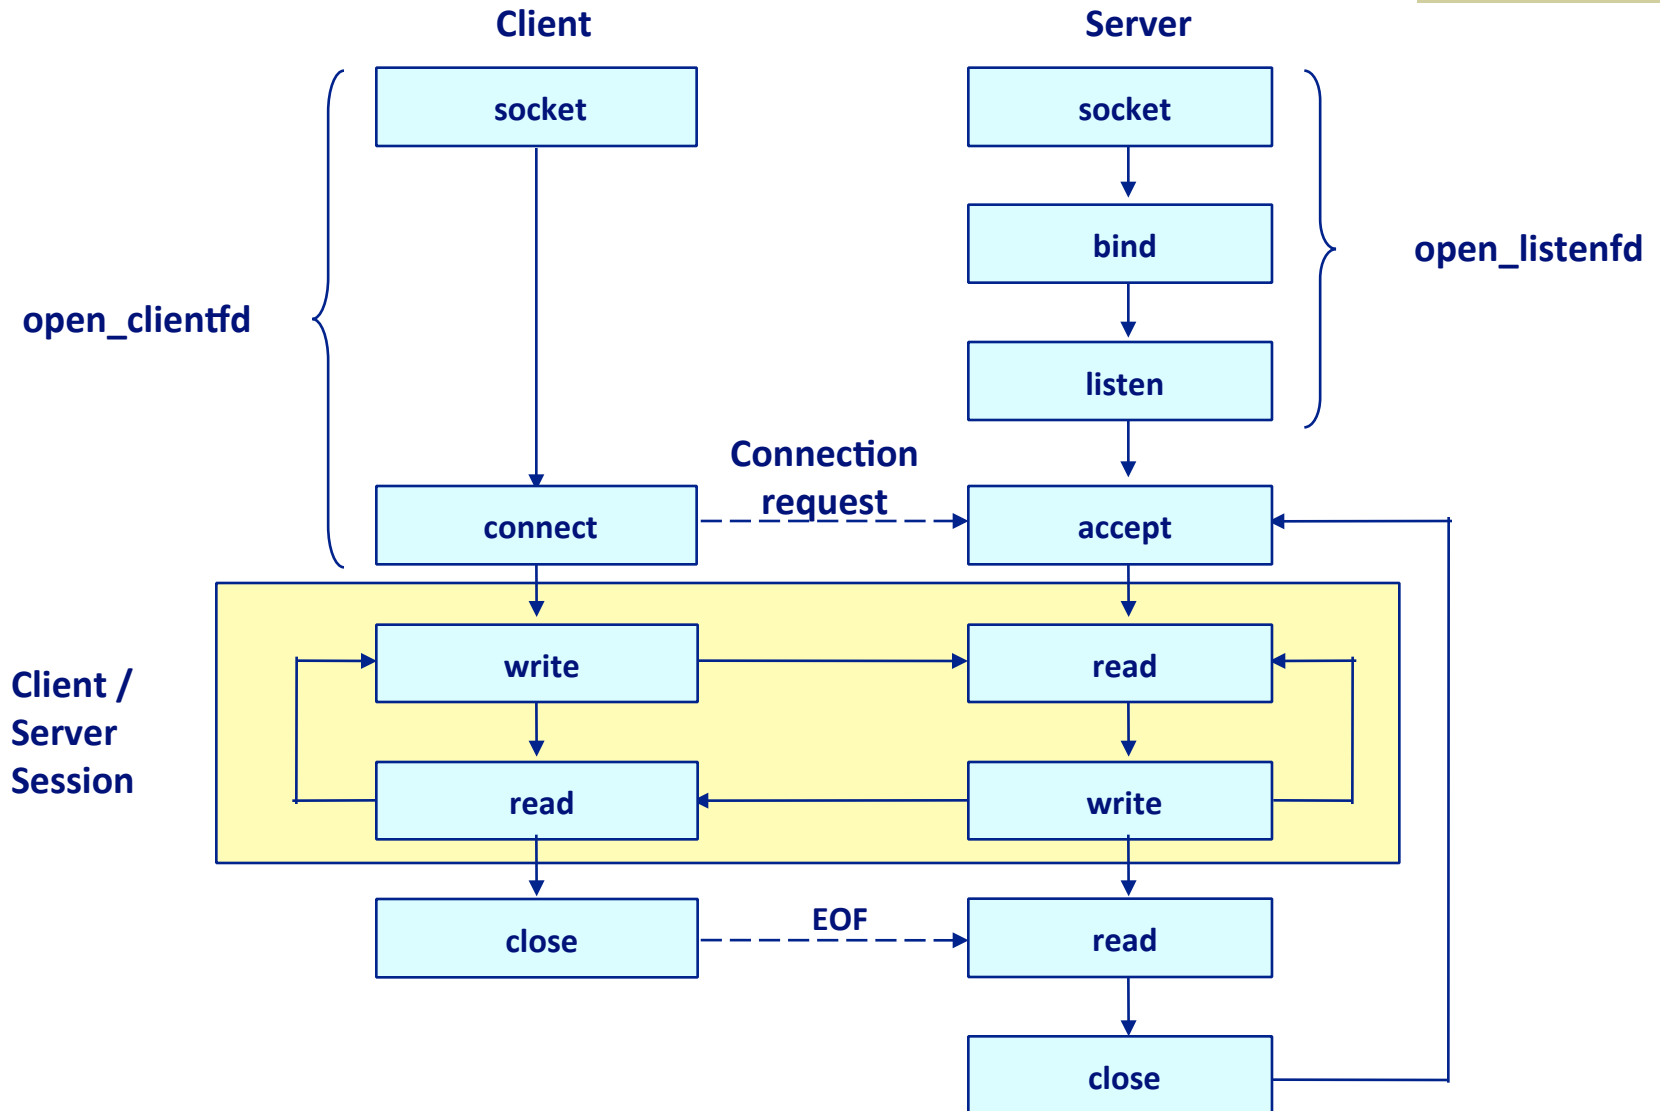 Client
Server
socket
socket
bind
open_listenfd
open_clientfd
listen
Connection
request
connect
accept
Client /
Server
Session
write
read
read
write
EOF
close
read
close